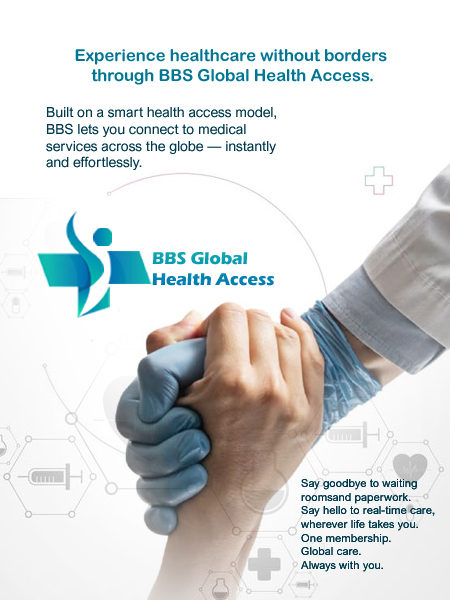 Experience healthcare without borders
through BBS Global Health Access.
Built on a smart health access model,
BBS lets you connect to medical
services across the globe — instantly
and effortlessly.
BBS Global
Health Access
Say goodbye to waiting
roomsand paperwork.
Say hello to real-time care,
wherever life takes you.
One membership.
Global care.
Always with you.